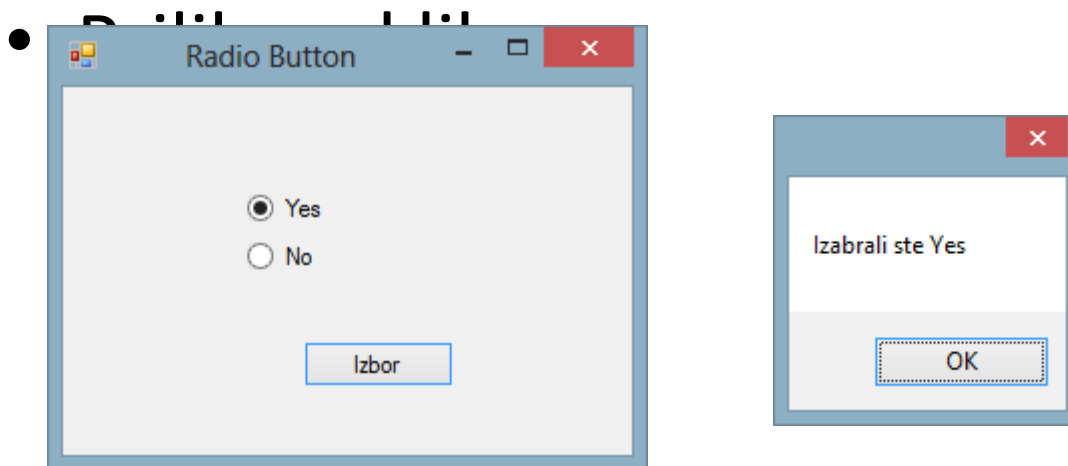 Radio Button
Yes
No
Izbor
Izabrali ste Yes
OK